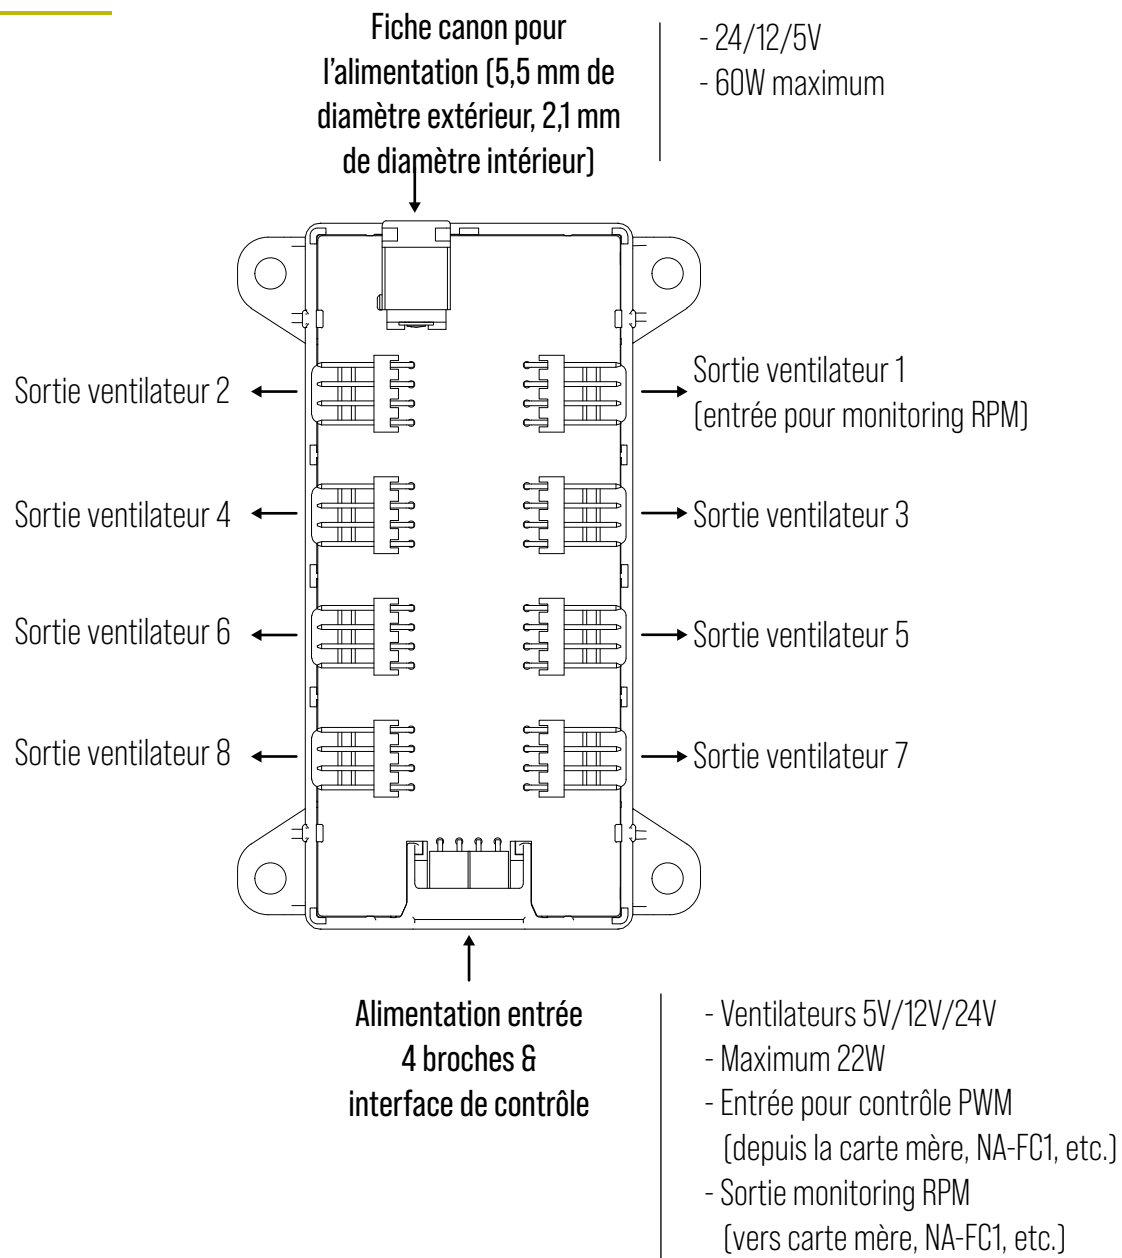 Fiche canon pour
l'alimentation (5,5 mm de
diamètre extérieur, 2,1 mm
de diamètre intérieur)
- 24/12/5V
- 60W maximum
Sortie ventilateur 2
Sortie ventilateur 1
(entrée pour monitoring RPM)
Sortie ventilateur 4
Sortie ventilateur 3
Sortie ventilateur 6
Sortie ventilateur 5
Sortie ventilateur 8
Sortie ventilateur 7
Alimentation entrée
4 broches &
interface de contrôle
- Ventilateurs 5V/12V/24V
- Maximum 22W
- Entrée pour contrôle PWM
(depuis la carte mère, NA-FC1, etc.)
- Sortie monitoring RPM
(vers carte mère, NA-FC1, etc.)